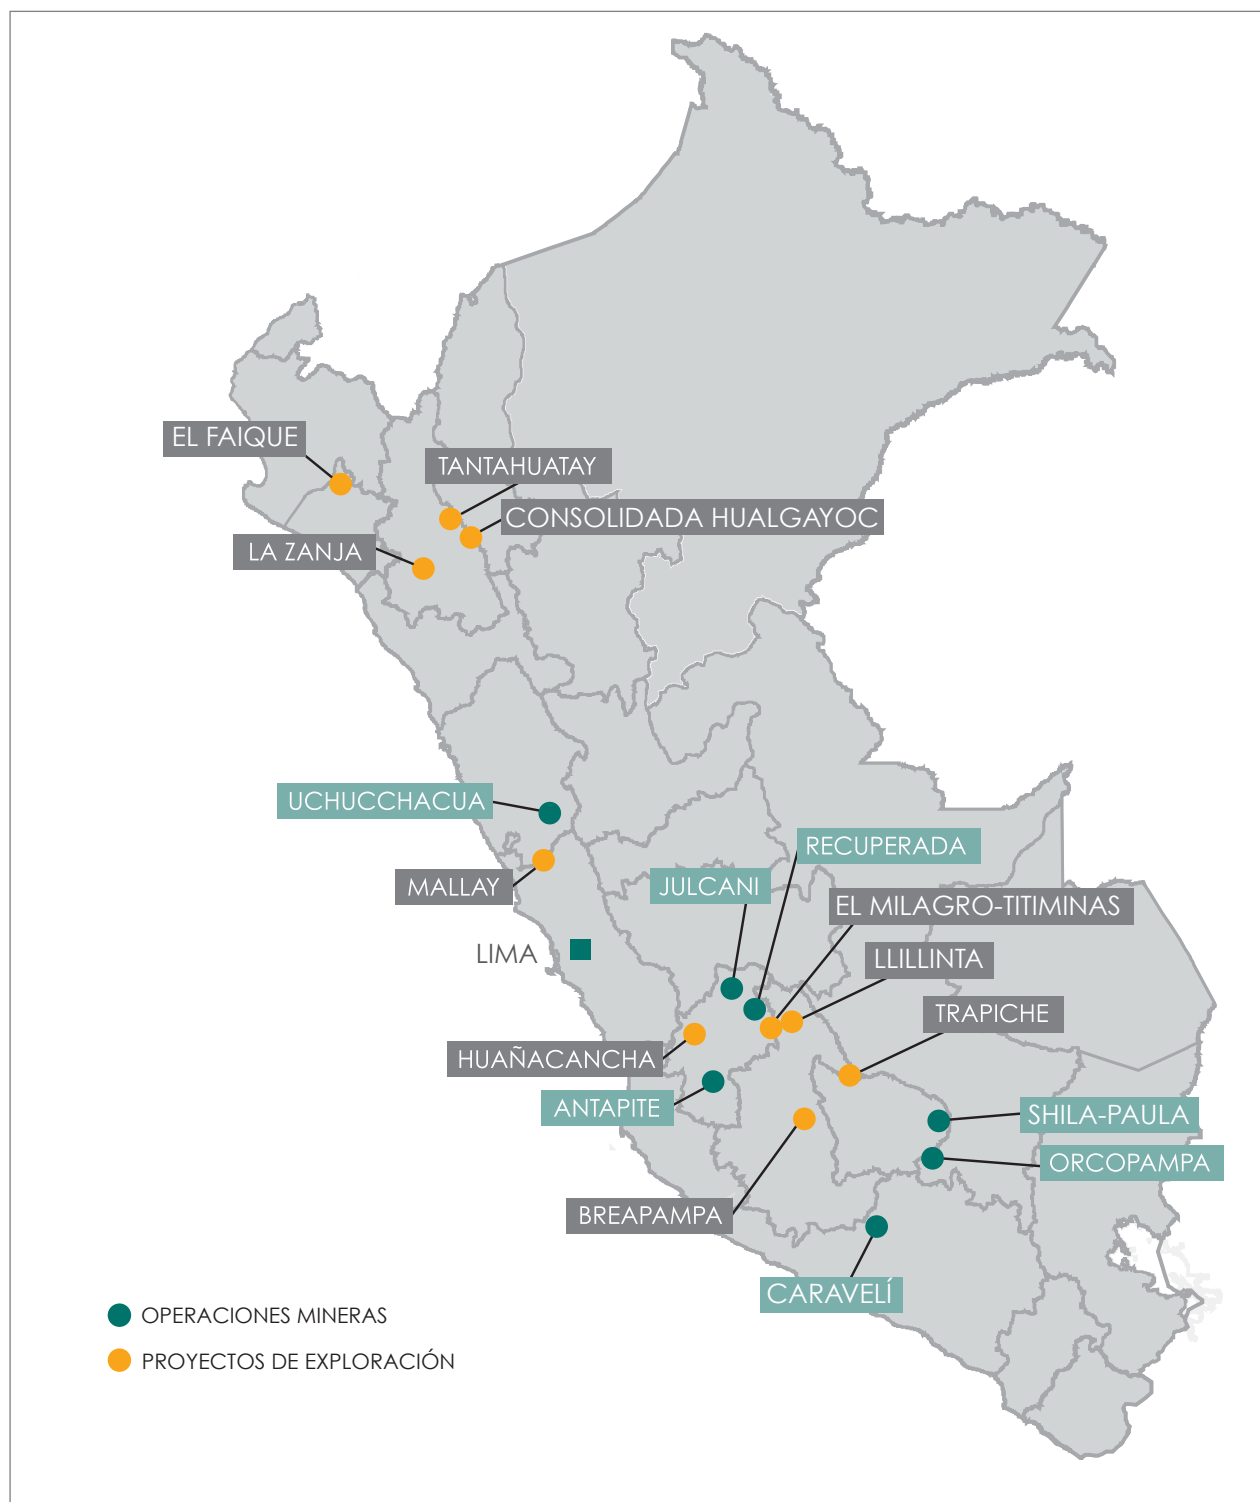 EL FAIQUE
TANTAHUATAY
CONSOLIDADA HUALGAYOC
LA ZANJA
UCHUCCHACUA
RECUPERADA
MALLAY
JULCANI
EL MILAGRO-TITIMINAS
LIMA
LLILLINTA
TRAPICHE
HUAÑACANCHA
ANTAPITE
SHILA-PAULA
ORCOPAMPA
BREAPAMPA
CARAVELÍ
OPERACIONES MINERAS
PROYECTOS DE EXPLORACIÓN